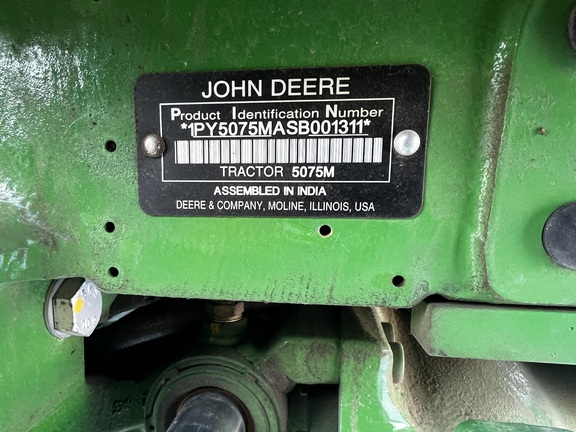 JOHN DEERE
Product Identification Number
*1PY5075MASB001311*
TRACTOR 5075M
ASSEMBLED IN INDIA
DEERE & COMPANY, MOLINE, ILLINOIS, USA